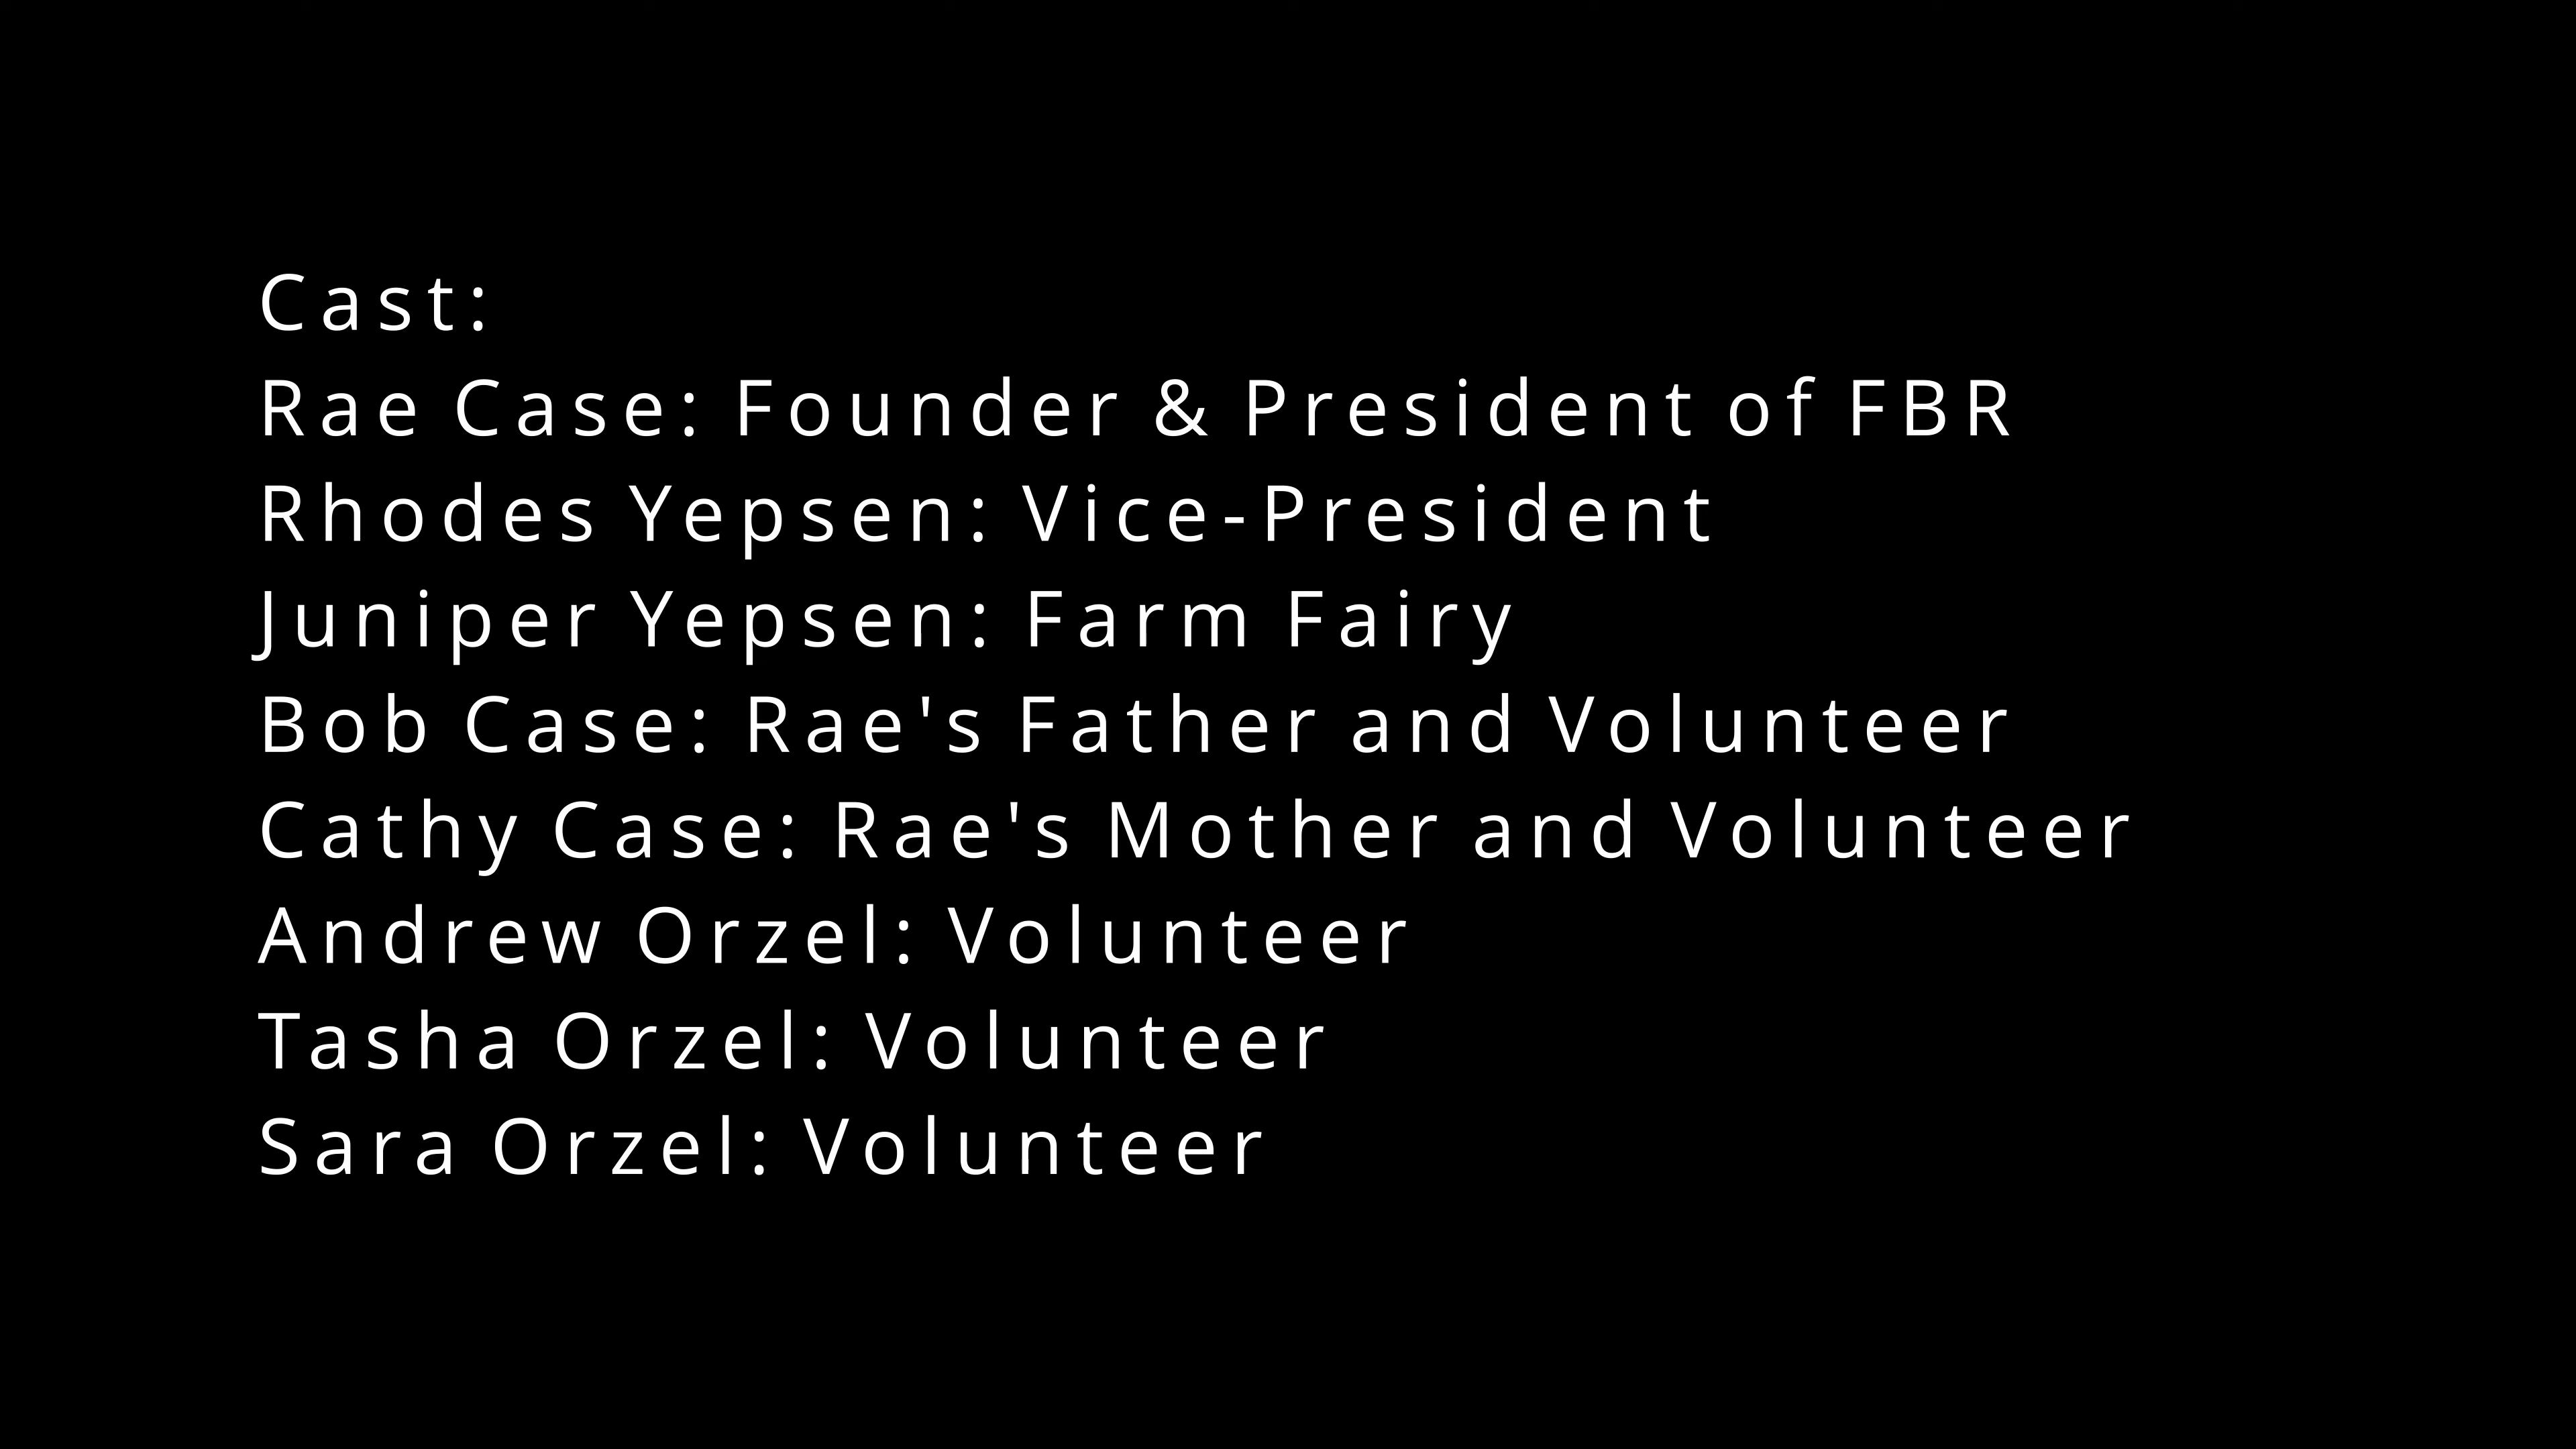 Cast:
Rae Case: Founder & President of FBR
Rhodes Yepsen: Vice-President
Juniper Yepsen: Farm Fairy
Bob Case: Rae's Father and Volunteer
Cathy Case: Rae's Mother and Volunteer
Andrew Orzel: Volunteer
Tasha Orzel: Volunteer
Sara Orzel: Volunteer